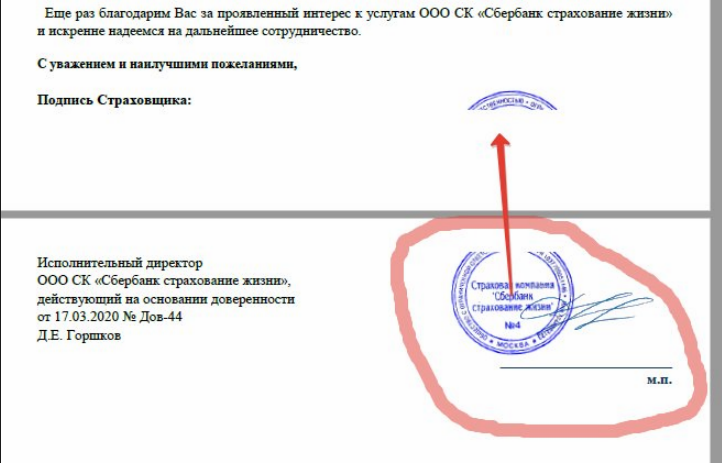 Еще раз благодарим Вас за проявленный интерес к услугам ООО СК «Сбербанк страхование жизни»
и искренне надеемся на дальнейшее сотрудничество.
С уважением и наилучшими пожеланиями,
Подпись Страховщика:
Исполнительный директор
ООО СК «Сбербанк страхование жизни»,
действующий на основании доверенности
от 17.03.2020 № Дов-44
Д.Е. Горшков
Страховая компания
"Сбербанк
страхование жизни"
№4
МОСКВА
м.п.